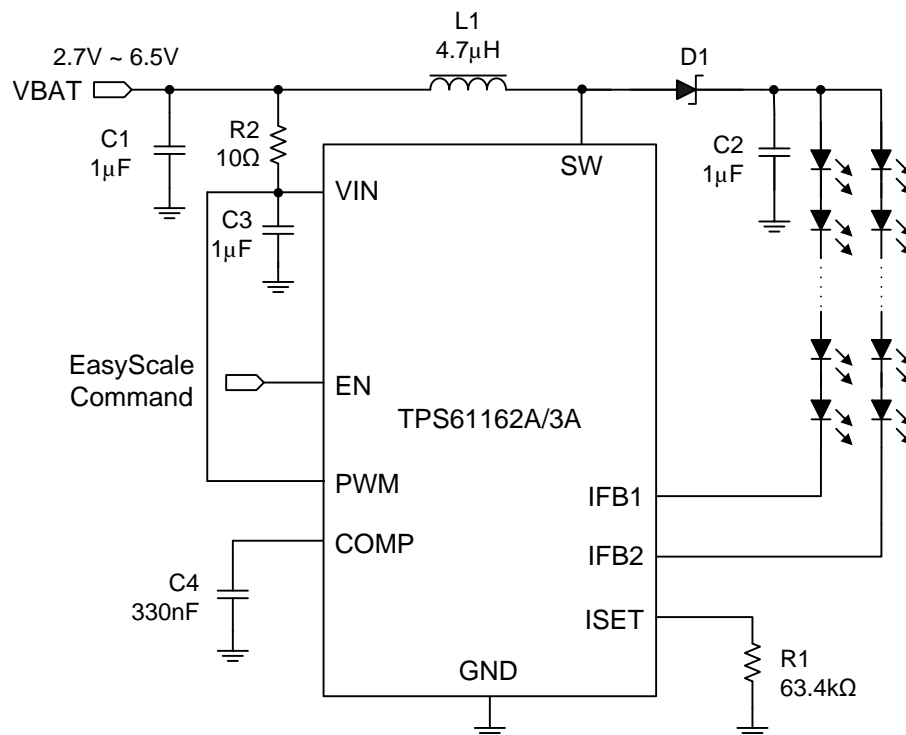 L1
4.7μH
2.7V ~ 6.5V
VBAT
D1
C1
1μF
R2
10Ω
C2
1μF
SW
VIN
C3
1μF
EasyScale
Command
EN
TPS61162A/3A
PWM
IFB1
COMP
IFB2
C4
330nF
ISET
R1
63.4kΩ
GND